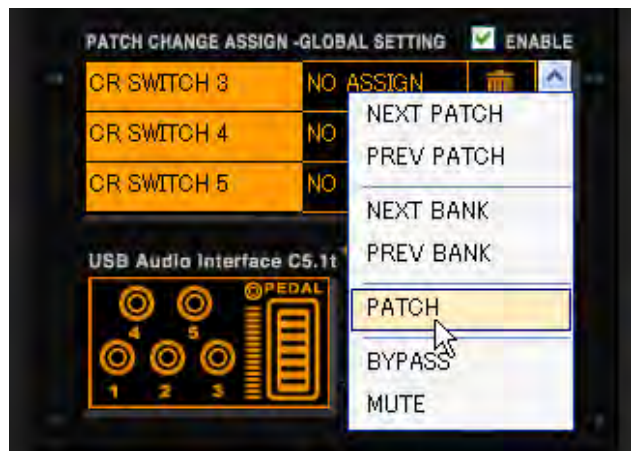 PATCH CHANGE ASSIGN -GLOBAL SETTING ENABLE
CR SWITCH 3 NO ASSIGN
CR SWITCH 4 NO
CR SWITCH 5 NO
NEXT PATCH
PREV PATCH
NEXT BANK
PREV BANK
PATCH
BYPASS
MUTE
USB Audio Interface C5.1t
PEDAL
4 5
1 2 3